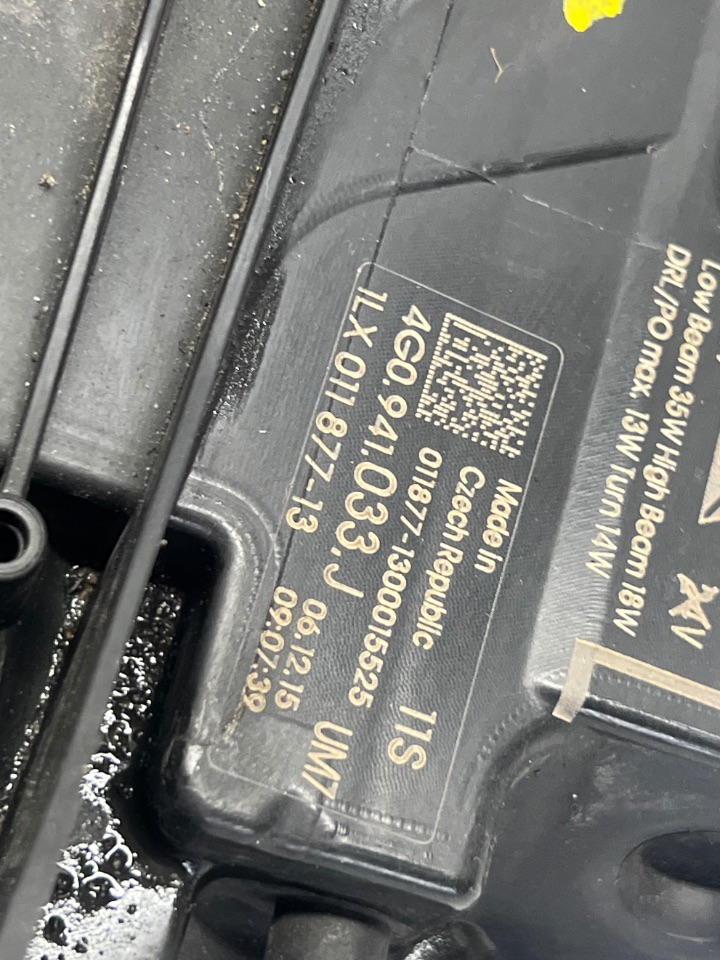 Low Beam 35W High Beam 18W
DRL/PO max. 13W Turn 14W
Made in
Czech Republic
11S
011877-1300015525
4G0.941.033.J
UM7
1LX 011 877-13
06.12.15
09:07:39